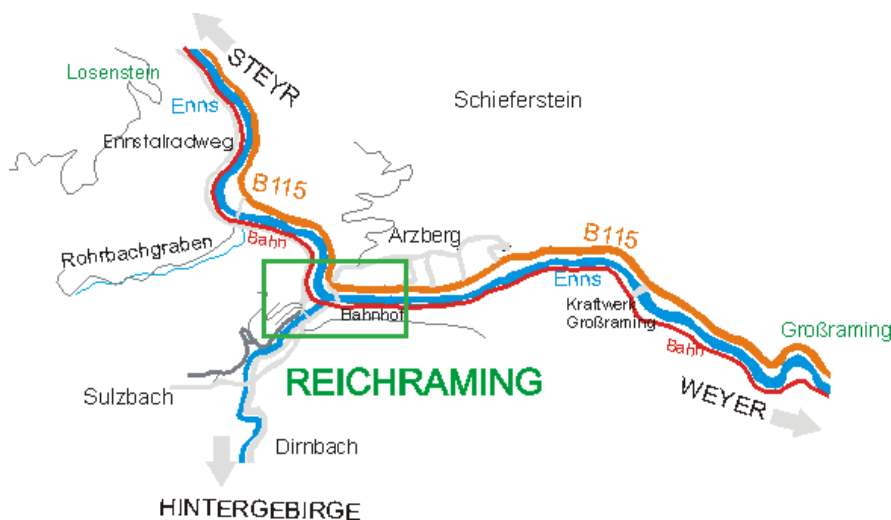 STEYR
Losenstein
Enns
Schieferstein
Ennstalradweg
B115
Rohrbachgraben
Bahn
Arzberg
B115
Enns
Kraftwerk
Großraming
Bahnhof
Großraming
Bahn
REICHRAMING
WEYER
Sulzbach
Dirnbach
HINTERGEBIRGE